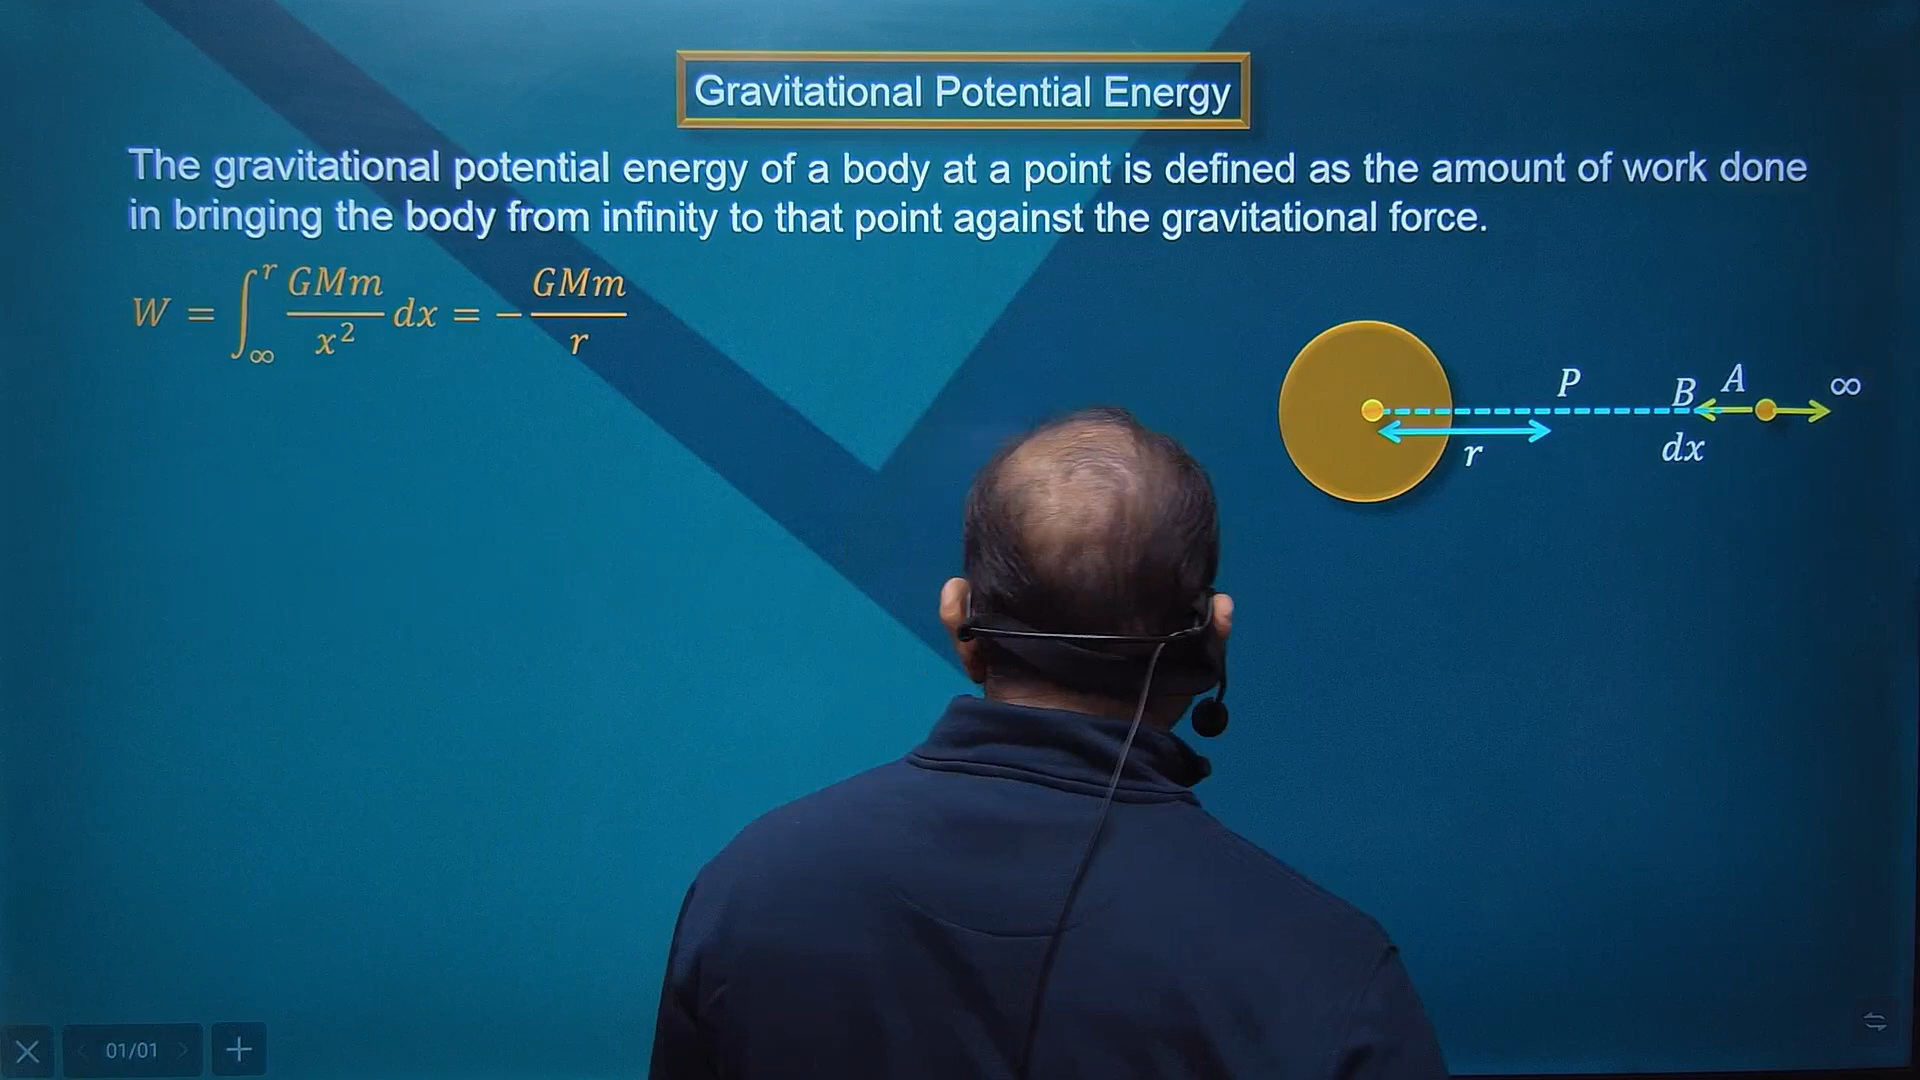 Gravitational Potential Energy
The gravitational potential energy of a body at a point is defined as the amount of work done
in bringing the body from infinity to that point against the gravitational force.
W = ∫_∞^r GMm/x² dx = − GMm/r
P B A ∞
r dx
01/01